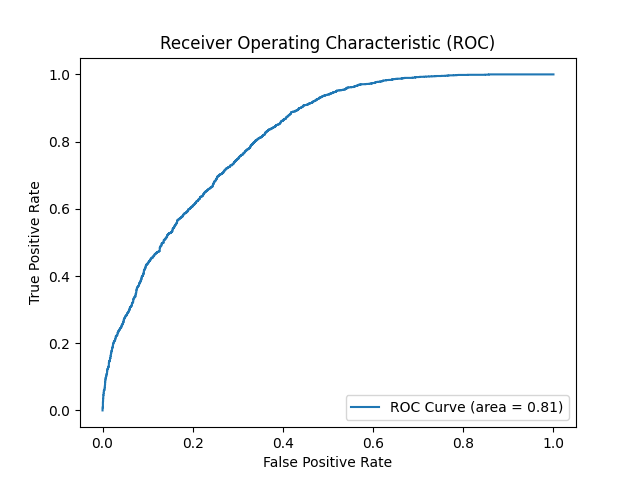 Receiver Operating Characteristic (ROC)
True Positive Rate
1.0
0.8
0.6
0.4
0.2
0.0
ROC Curve (area = 0.81)
0.0 0.2 0.4 0.6 0.8 1.0
False Positive Rate